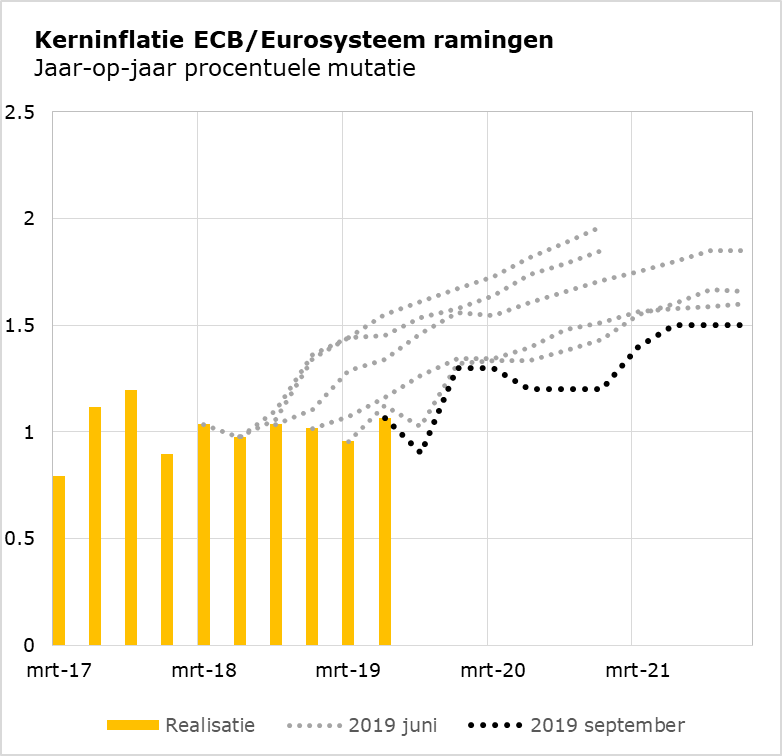 Kerninflatie ECB/Eurosysteem ramingen
Jaar-op-jaar procentuele mutatie
2.5
2
1.5
1
0.5
0
mrt-17 mrt-18 mrt-19 mrt-20 mrt-21
Realisatie 2019 juni 2019 september